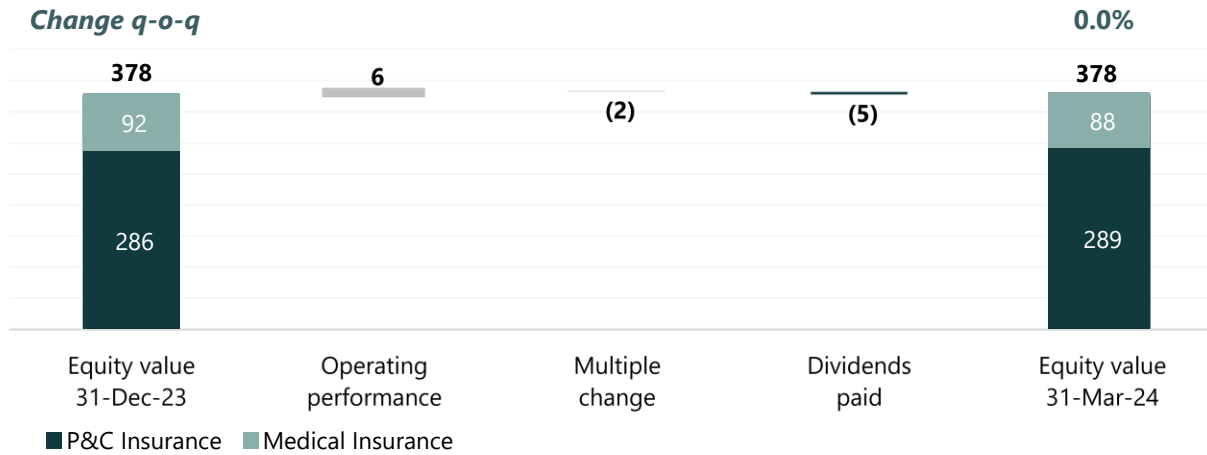 Change q-o-q
0.0%
378
6
(2)
(5)
378
92
88
286
289
Equity value
31-Dec-23
Operating
performance
Multiple
change
Dividends
paid
Equity value
31-Mar-24
P&C Insurance
Medical Insurance